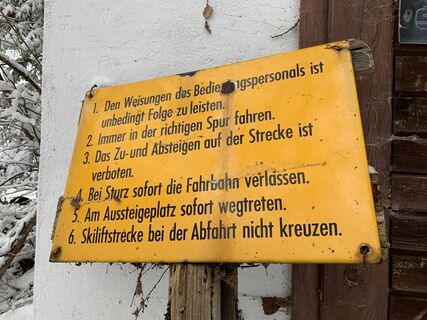 1. Den Weisungen des Bedienungspersonals ist
unbedingt Folge zu leisten.
2. Immer in der richtigen Spur fahren.
3. Das Zu-und Absteigen auf der Strecke ist
verboten.
4. Bei Sturz sofort die Fahrbahn verlassen.
5. Am Aussteigeplatz sofort wegtreten.
6. Skiliftstrecke bei der Abfahrt nicht kreuzen.